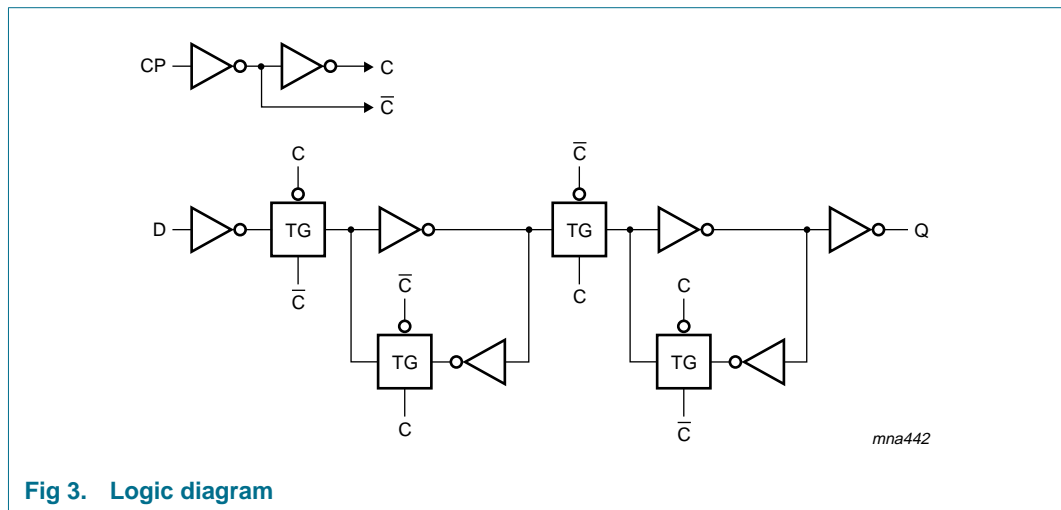 CP
C
C̅
C
C̅
D
TG
TG
Q
C̅
C̅
C
C
TG
TG
C
C̅
mna442
Fig 3. Logic diagram